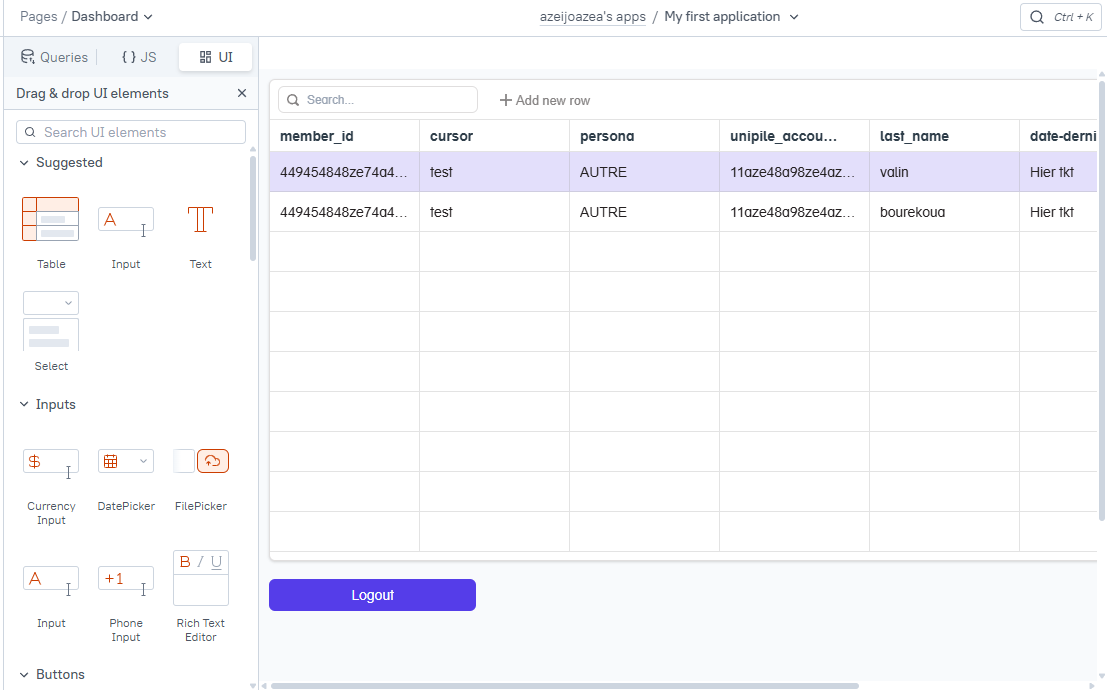 Pages / Dashboard
azeijoazea's apps / My first application
Ctrl + K
Queries
{ } JS
UI
Drag & drop UI elements
Search UI elements
Suggested
A
Table
Input
Text
Select
Inputs
$
Currency
Input
DatePicker
FilePicker
A
+1
B / U
Input
Phone
Input
Rich Text
Editor
Buttons
Search...
Add new row
member_id cursor persona unipile_accou... last_name date-derni
449454848ze74a4... test AUTRE 11aze48a98ze4az... valin Hier tkt
449454848ze74a4... test AUTRE 11aze48a98ze4az... bourekoua Hier tkt
Logout